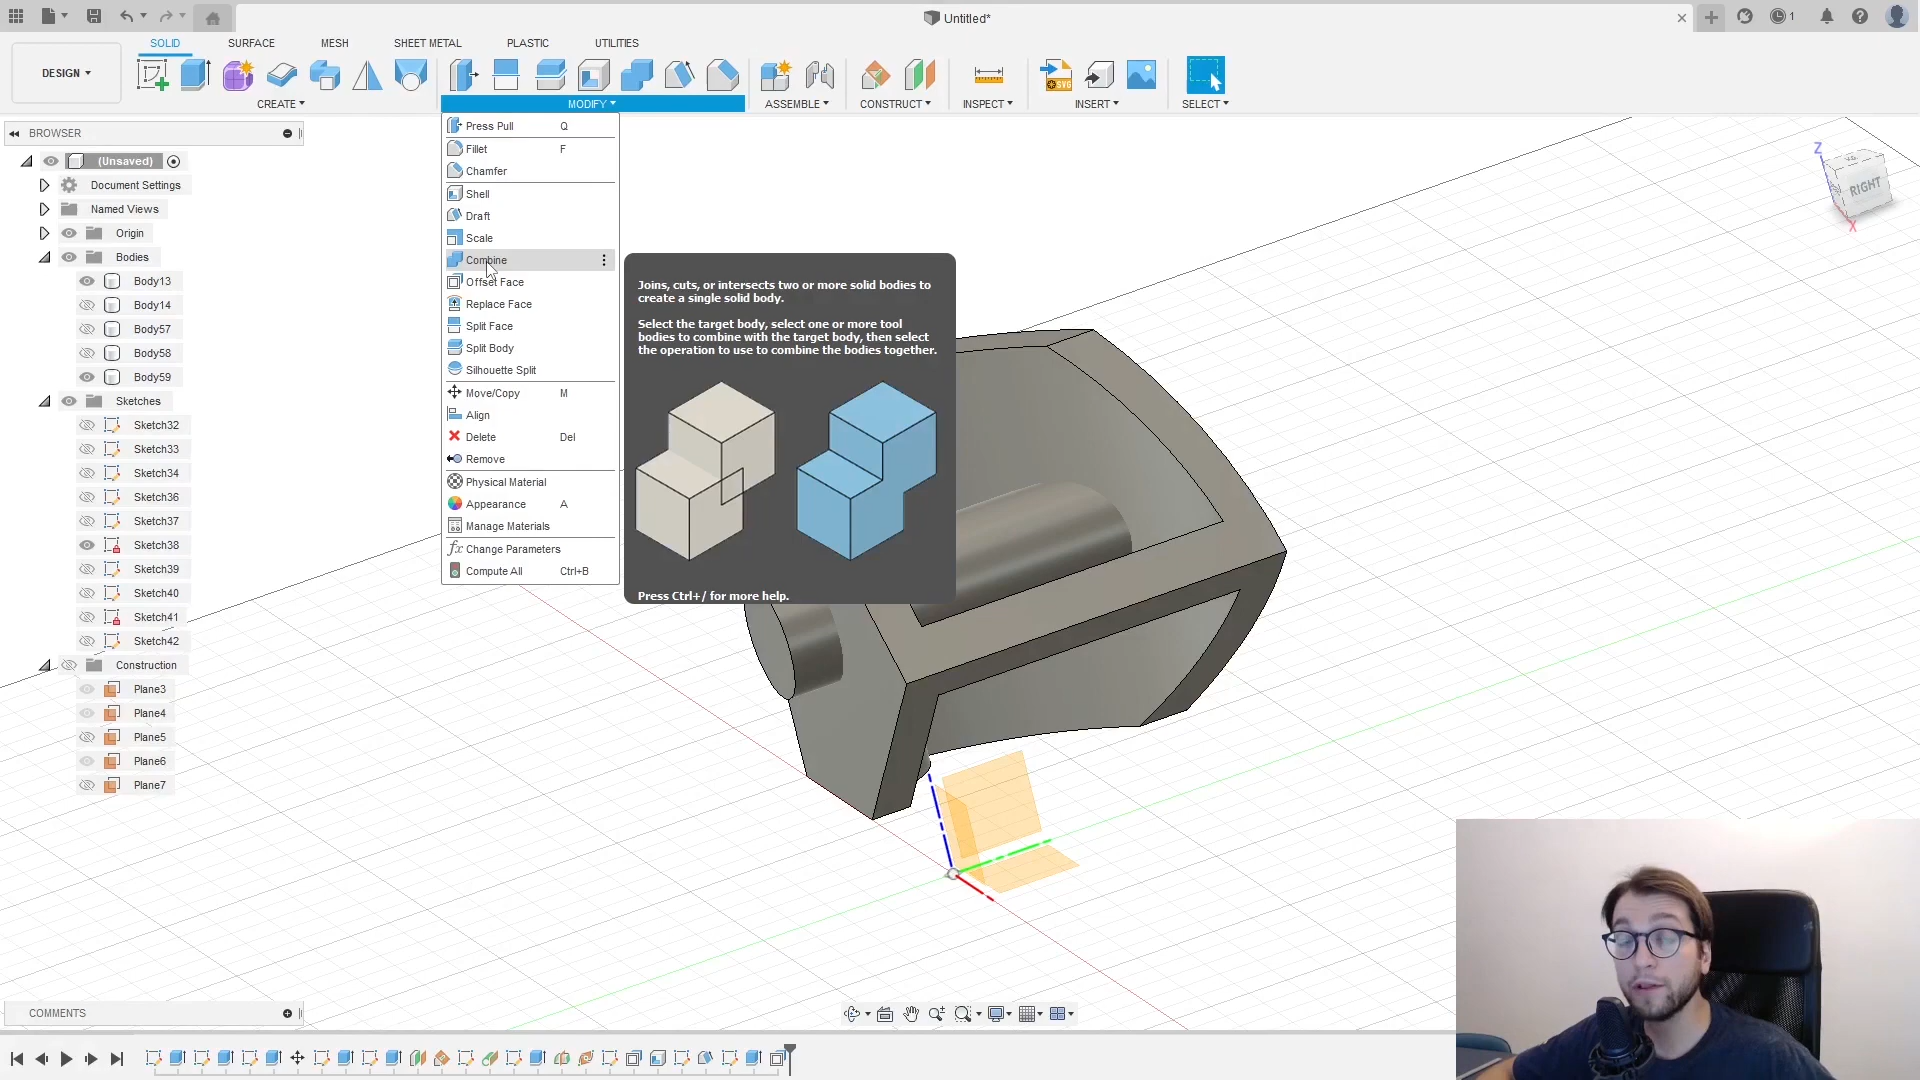 Untitled*
1
DESIGN
SOLID
SURFACE
MESH
SHEET METAL
PLASTIC
UTILITIES
CREATE
MODIFY
ASSEMBLE
CONSTRUCT
INSPECT
INSERT
SELECT
SVG
BROWSER
(Unsaved)
Document Settings
Named Views
Origin
Bodies
Body13
Body14
Body57
Body58
Body59
Sketches
Sketch32
Sketch33
Sketch34
Sketch36
Sketch37
Sketch38
Sketch39
Sketch40
Sketch41
Sketch42
Construction
Plane3
Plane4
Plane5
Plane6
Plane7
Press Pull Q
Fillet F
Chamfer
Shell
Draft
Scale
Combine
Offset Face
Replace Face
Split Face
Split Body
Silhouette Split
Move/Copy M
Align
Delete Del
Remove
Physical Material
Appearance A
Manage Materials
fx Change Parameters
Compute All Ctrl+B
Joins, cuts, or intersects two or more solid bodies to
create a single solid body.
Select the target body, select one or more tool
bodies to combine with the target body, then select
the operation to use to combine the bodies together.
Press Ctrl+/ for more help.
Z
RIGHT
X
COMMENTS